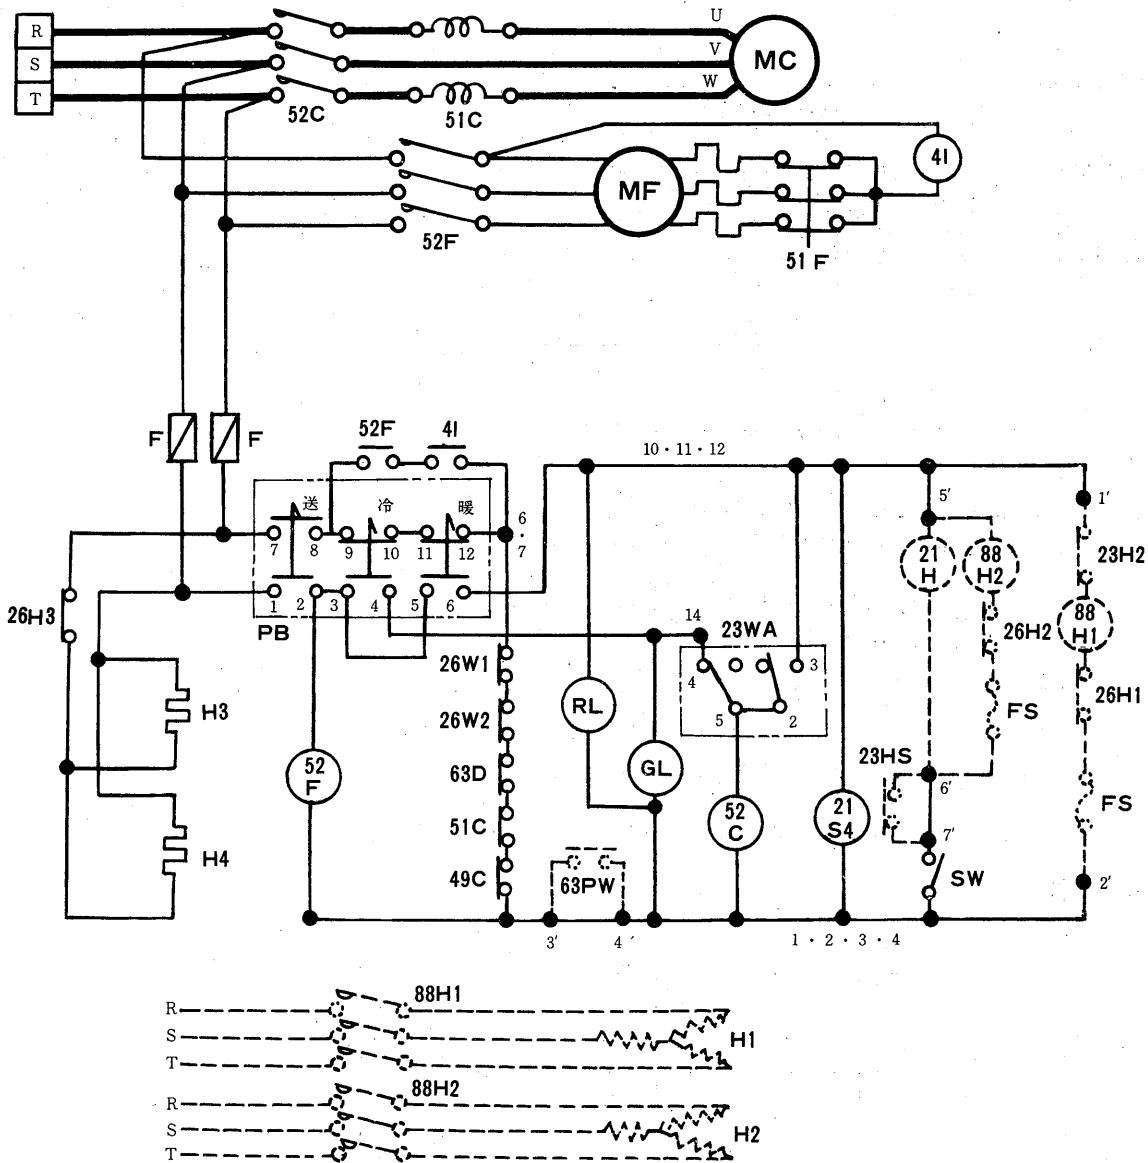 R
S
T
U
V
W
MC
52C
51C
MF
41
52F
51F
F
F
52F
41
10・11・12
送
冷
暖
7
8
9
10
11
12
6・7
5′
1′
21
H
88
H2
23H2
1
2
3
4
5
6
PB
26H3
14
23WA
88
H1
26H2
26W1
4
3
5
2
26H1
H3
RL
26W2
FS
GL
52
F
63D
23HS
6′
FS
51C
52
C
21
S4
7′
H4
49C
63PW
SW
2′
3′
4′
1・2・3・4
R
88H1
S
H1
T
R
88H2
S
H2
T